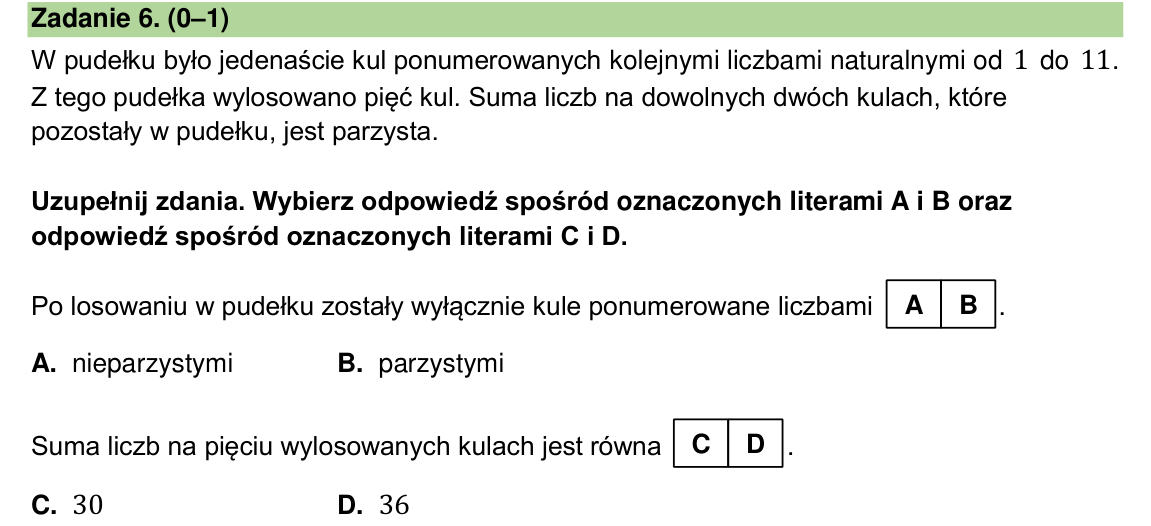 Zadanie 6. (0–1)
W pudełku było jedenaście kul ponumerowanych kolejnymi liczbami naturalnymi od 1 do 11.
Z tego pudełka wylosowano pięć kul. Suma liczb na dowolnych dwóch kulach, które
pozostały w pudełku, jest parzysta.
Uzupełnij zdania. Wybierz odpowiedź spośród oznaczonych literami A i B oraz
odpowiedź spośród oznaczonych literami C i D.
Po losowaniu w pudełku zostały wyłącznie kule ponumerowane liczbami A B .
A. nieparzystymi B. parzystymi
Suma liczb na pięciu wylosowanych kulach jest równa C D .
C. 30 D. 36